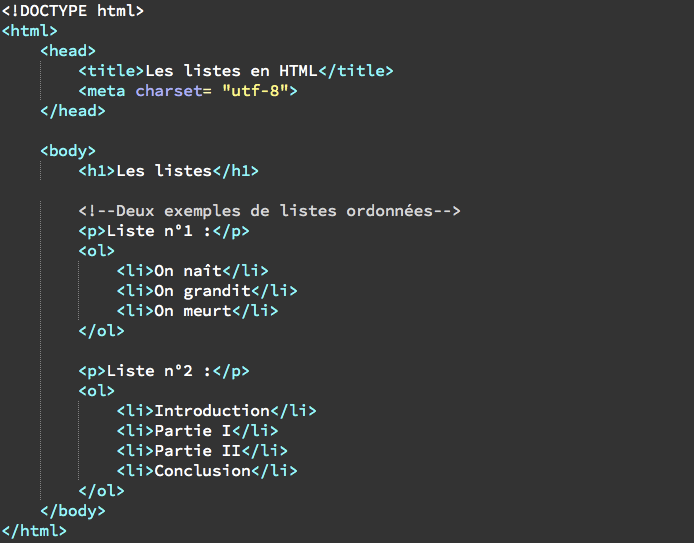 <!DOCTYPE html>
<html>
    <head>
        <title>Les listes en HTML</title>
        <meta charset= "utf-8">
    </head>

    <body>
        <h1>Les listes</h1>

        <!--Deux exemples de listes ordonnées-->
        <p>Liste n°1 :</p>
        <ol>
            <li>On naît</li>
            <li>On grandit</li>
            <li>On meurt</li>
        </ol>

        <p>Liste n°2 :</p>
        <ol>
            <li>Introduction</li>
            <li>Partie I</li>
            <li>Partie II</li>
            <li>Conclusion</li>
        </ol>
    </body>
</html>